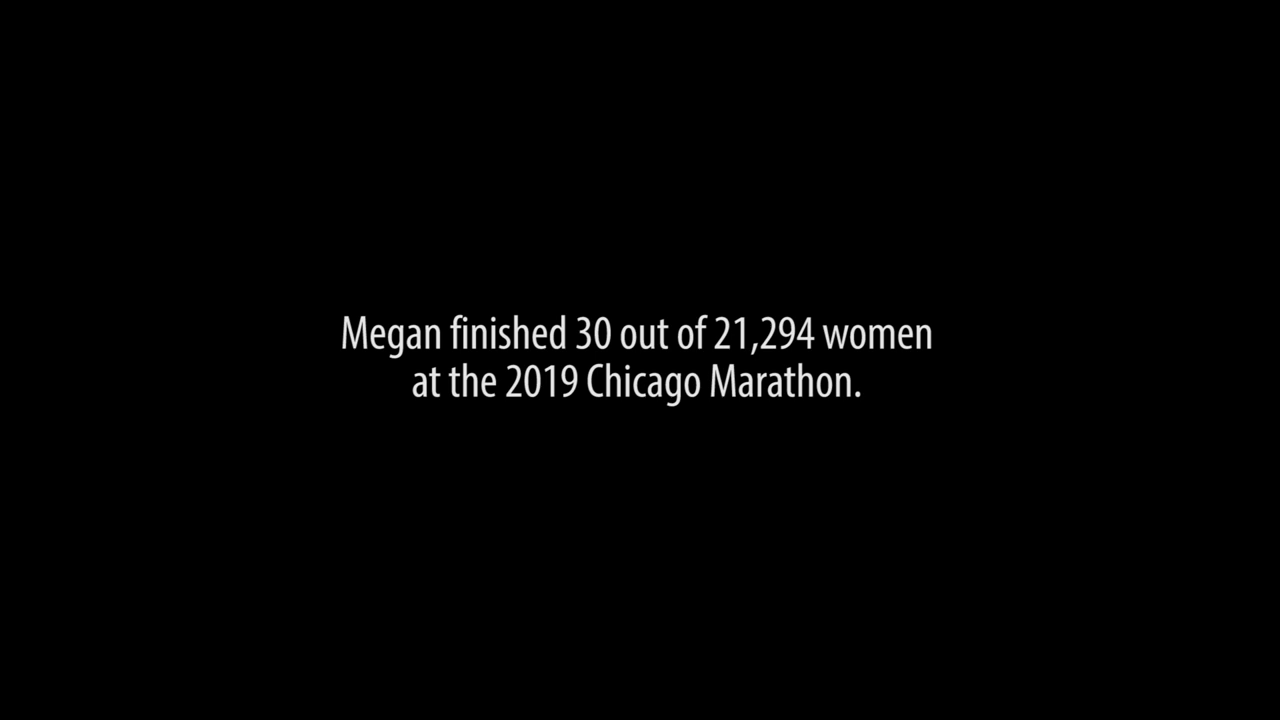 Megan finished 30 out of 21,294 women
at the 2019 Chicago Marathon.